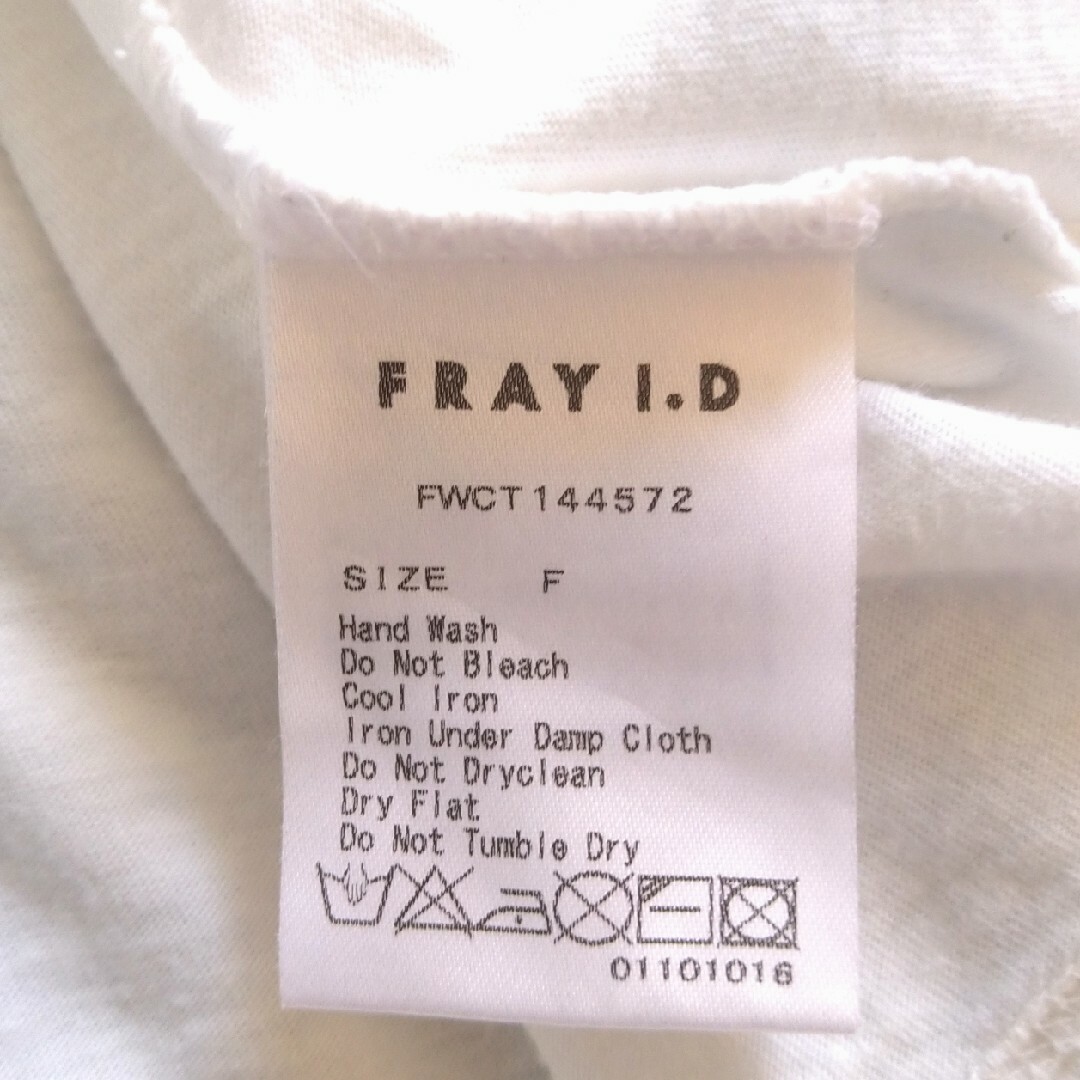 FRAY I.D
FWCT144572
SIZE F
Hand Wash
Do Not Bleach
Cool Iron
Iron Under Damp Cloth
Do Not Dryclean
Dry Flat
Do Not Tumble Dry
01101016